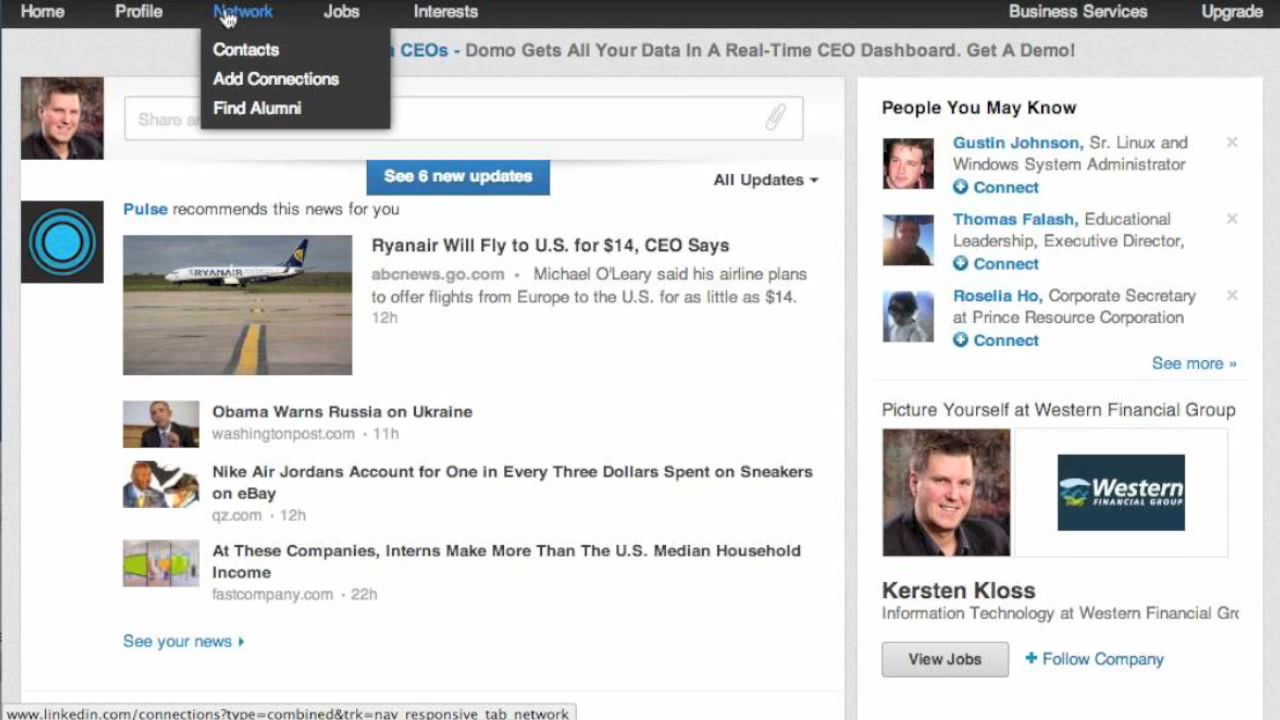 Home Profile Network Jobs Interests Business Services Upgrade
Contacts
Add Connections
Find Alumni
CEOs - Domo Gets All Your Data In A Real-Time CEO Dashboard. Get A Demo!
Share
See 6 new updates
All Updates
Pulse recommends this news for you
RYANAIR
Ryanair Will Fly to U.S. for $14, CEO Says
abcnews.go.com • Michael O'Leary said his airline plans
to offer flights from Europe to the U.S. for as little as $14.
12h
Obama Warns Russia on Ukraine
washingtonpost.com • 11h
Nike Air Jordans Account for One in Every Three Dollars Spent on Sneakers
on eBay
qz.com • 12h
At These Companies, Interns Make More Than The U.S. Median Household
Income
fastcompany.com • 22h
See your news
People You May Know
Gustin Johnson, Sr. Linux and
Windows System Administrator
Connect
Thomas Falash, Educational
Leadership, Executive Director,
Connect
Roselia Ho, Corporate Secretary
at Prince Resource Corporation
Connect
See more »
Picture Yourself at Western Financial Group
Western
FINANCIAL GROUP
Kersten Kloss
Information Technology at Western Financial Gr
View Jobs + Follow Company
www.linkedin.com/connections?type=combined&trk=nav_responsive_tab_network